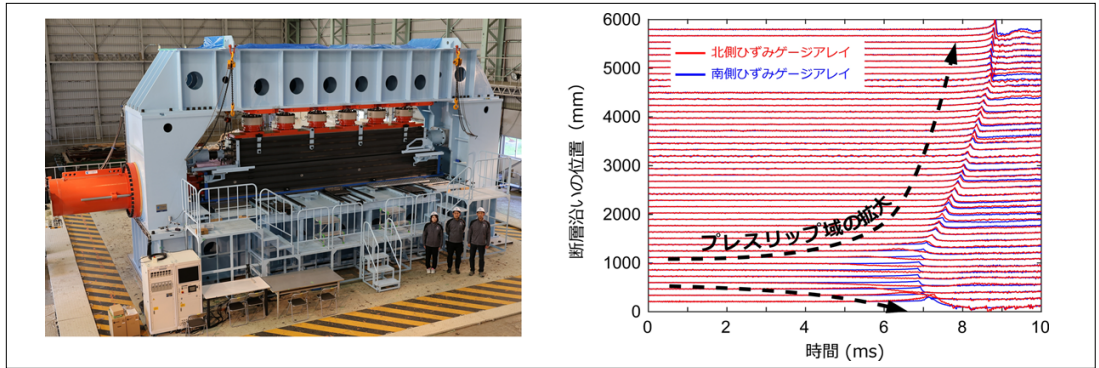 6000
5000
4000
3000
2000
1000
0
断層沿いの位置 (mm)
北側ひずみゲージアレイ
南側ひずみゲージアレイ
プレスリップ域の拡大
0 2 4 6 8 10
時間 (ms)